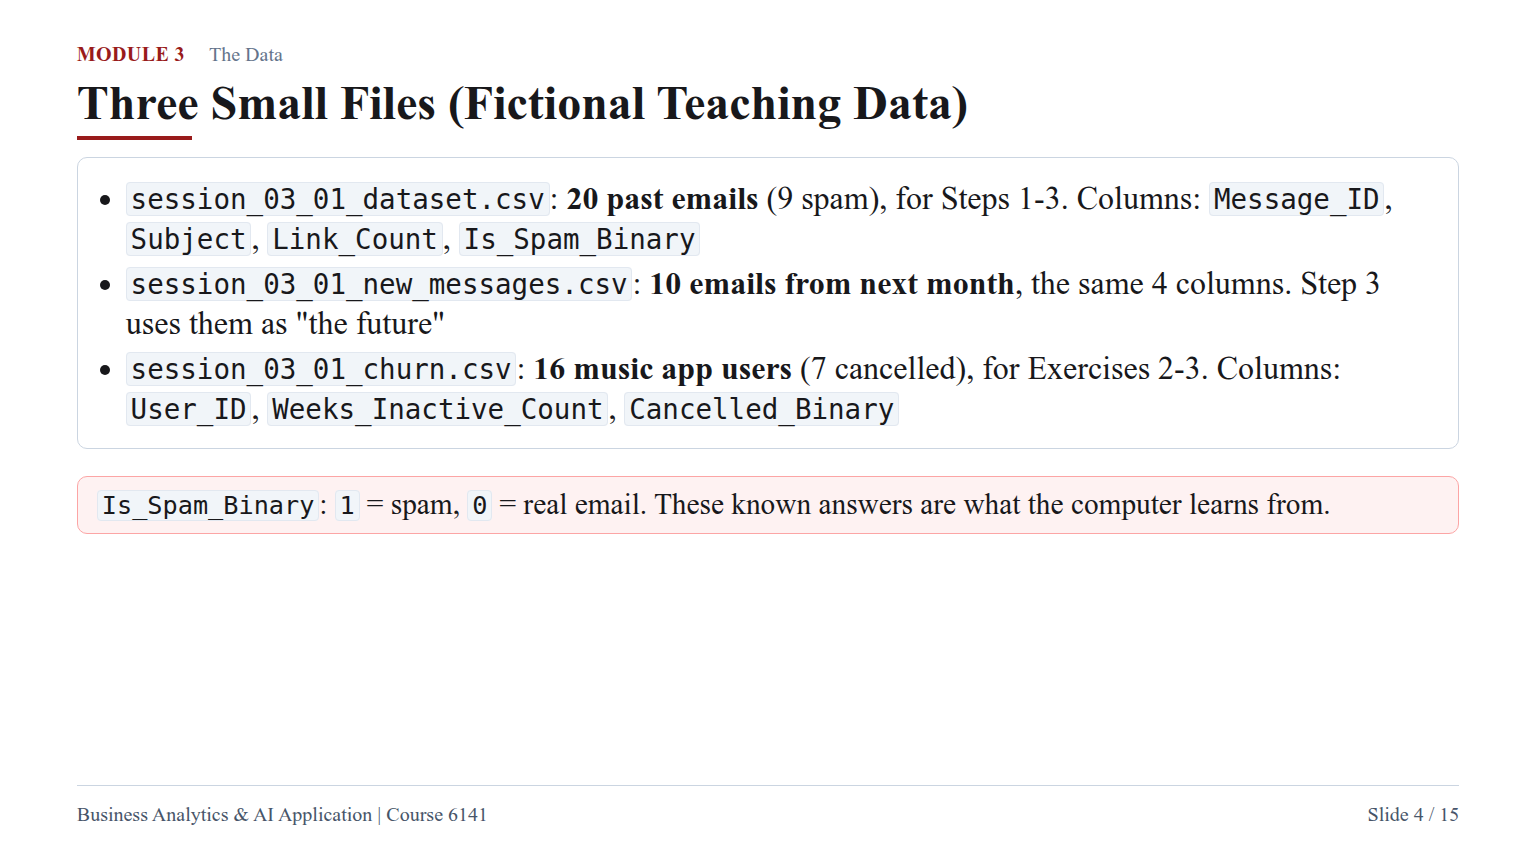 MODULE 3 The Data
Three Small Files (Fictional Teaching Data)
• session_03_01_dataset.csv: 20 past emails (9 spam), for Steps 1-3. Columns: Message_ID,
Subject, Link_Count, Is_Spam_Binary
• session_03_01_new_messages.csv: 10 emails from next month, the same 4 columns. Step 3
uses them as "the future"
• session_03_01_churn.csv: 16 music app users (7 cancelled), for Exercises 2-3. Columns:
User_ID, Weeks_Inactive_Count, Cancelled_Binary
Is_Spam_Binary: 1 = spam, 0 = real email. These known answers are what the computer learns from.
Business Analytics & AI Application | Course 6141
Slide 4 / 15